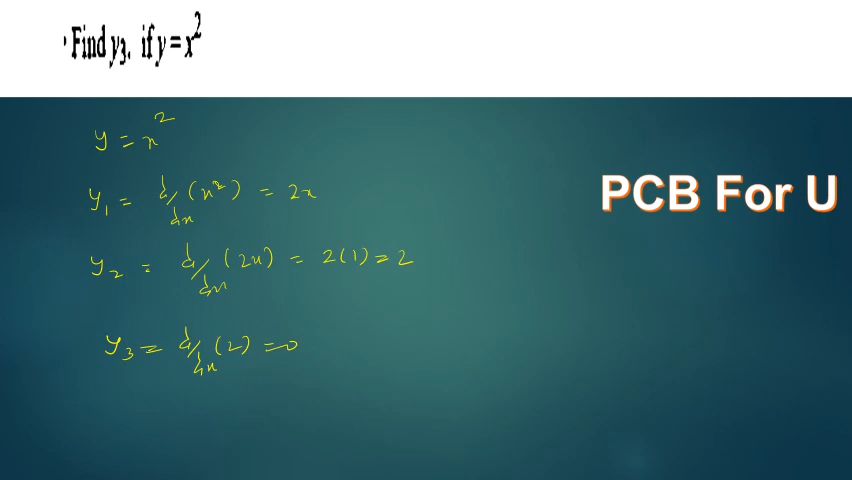 · Find y₃, if y = x²
y = x²
PCB For U
y₁ = d/dx (x²) = 2x
y₂ = d/dx (2x) = 2(1) = 2
y₃ = d/dx (2) = 0